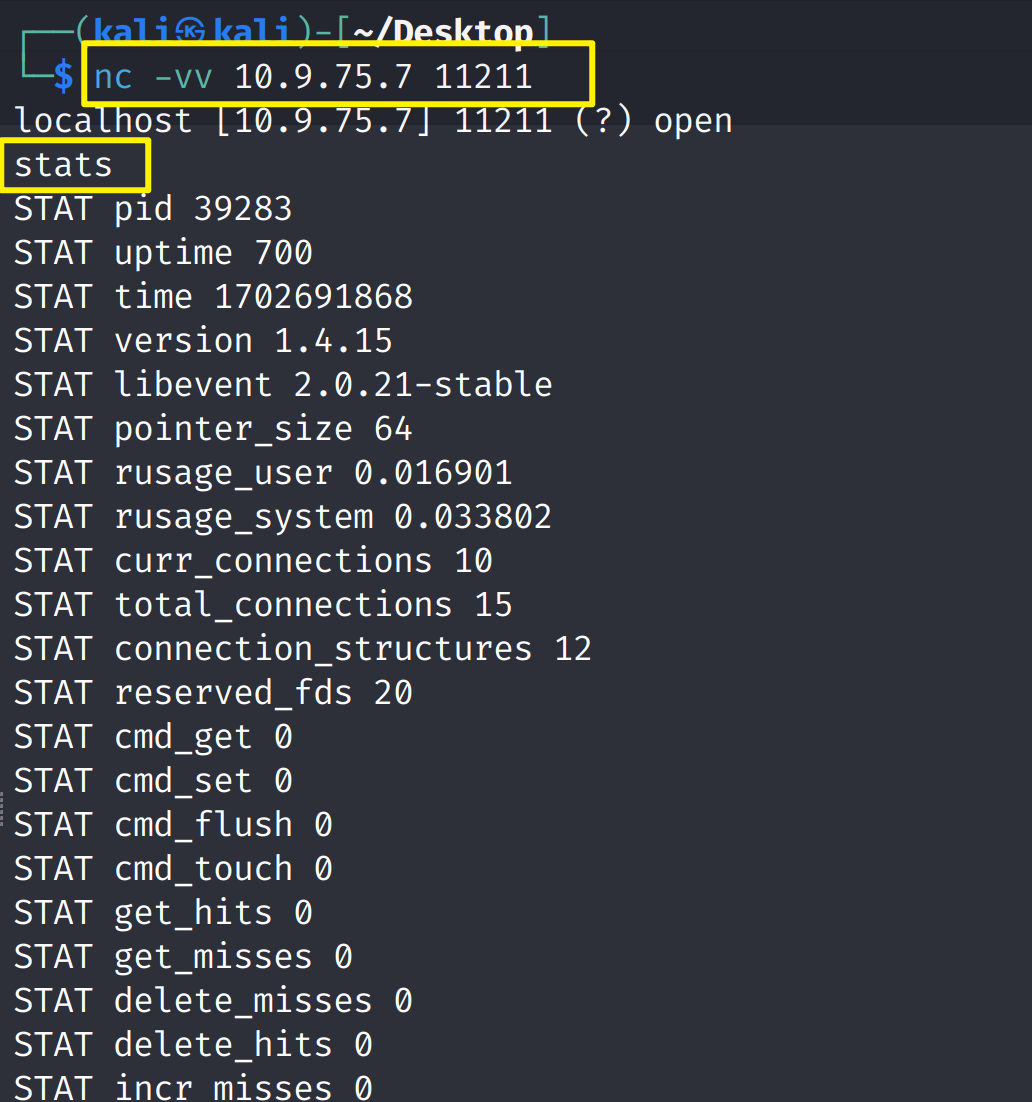 ┌──(kali㉿kali)-[~/Desktop]
└─$ nc -vv 10.9.75.7 11211
localhost [10.9.75.7] 11211 (?) open
stats
STAT pid 39283
STAT uptime 700
STAT time 1702691868
STAT version 1.4.15
STAT libevent 2.0.21-stable
STAT pointer_size 64
STAT rusage_user 0.016901
STAT rusage_system 0.033802
STAT curr_connections 10
STAT total_connections 15
STAT connection_structures 12
STAT reserved_fds 20
STAT cmd_get 0
STAT cmd_set 0
STAT cmd_flush 0
STAT cmd_touch 0
STAT get_hits 0
STAT get_misses 0
STAT delete_misses 0
STAT delete_hits 0
STAT incr_misses 0